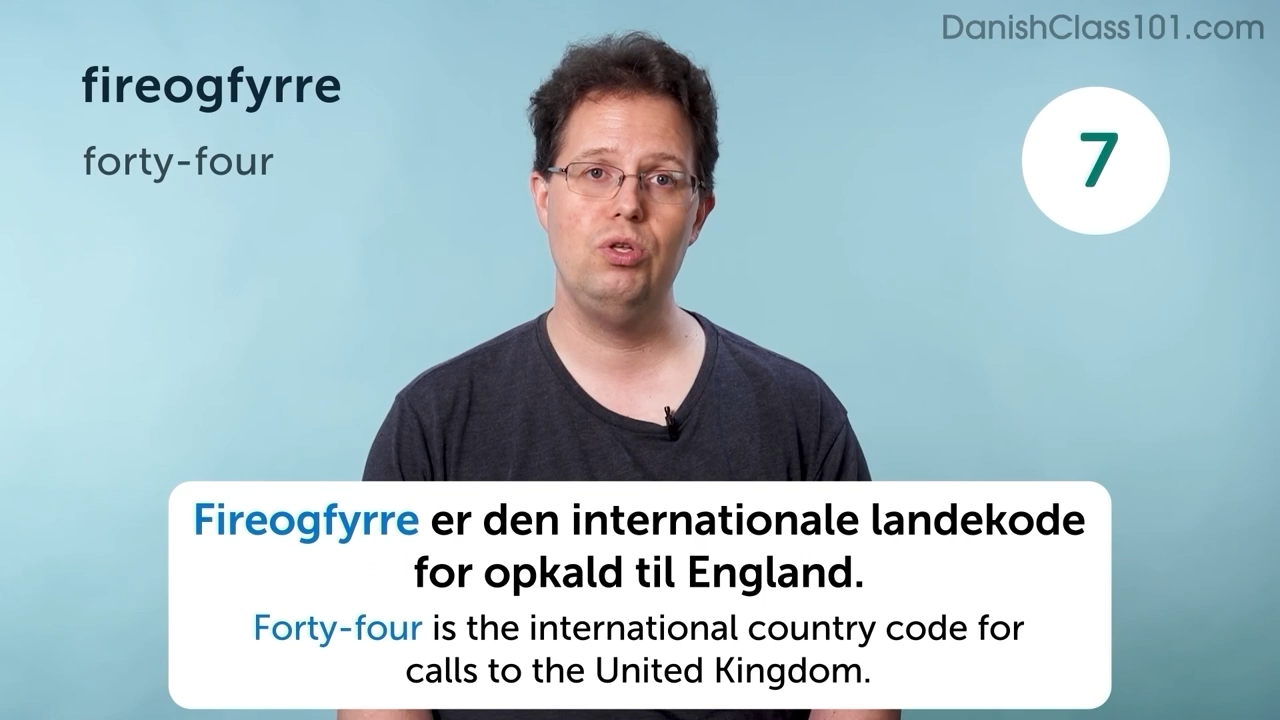 DanishClass101.com
fireogfyrre
forty-four
7
Fireogfyrre er den internationale landekode
for opkald til England.
Forty-four is the international country code for
calls to the United Kingdom.